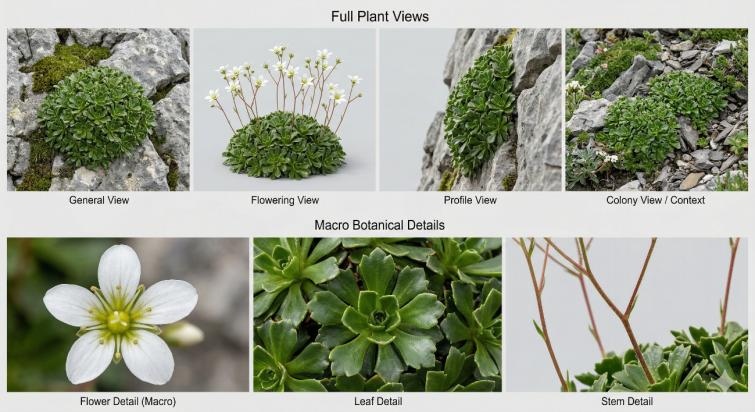 Full Plant Views
General View
Flowering View
Profile View
Colony View / Context
Macro Botanical Details
Flower Detail (Macro)
Leaf Detail
Stem Detail